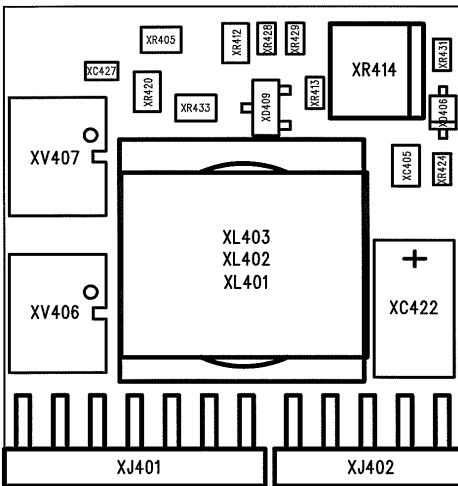 XR405
XR412
XR428
XR429
XR431
XC427
XR420
XR433
XD409
XR413
XR414
XD406
XV407
XC405
XR424
XL403
XL402
XL401
XV406
+
XC422
XJ401
XJ402